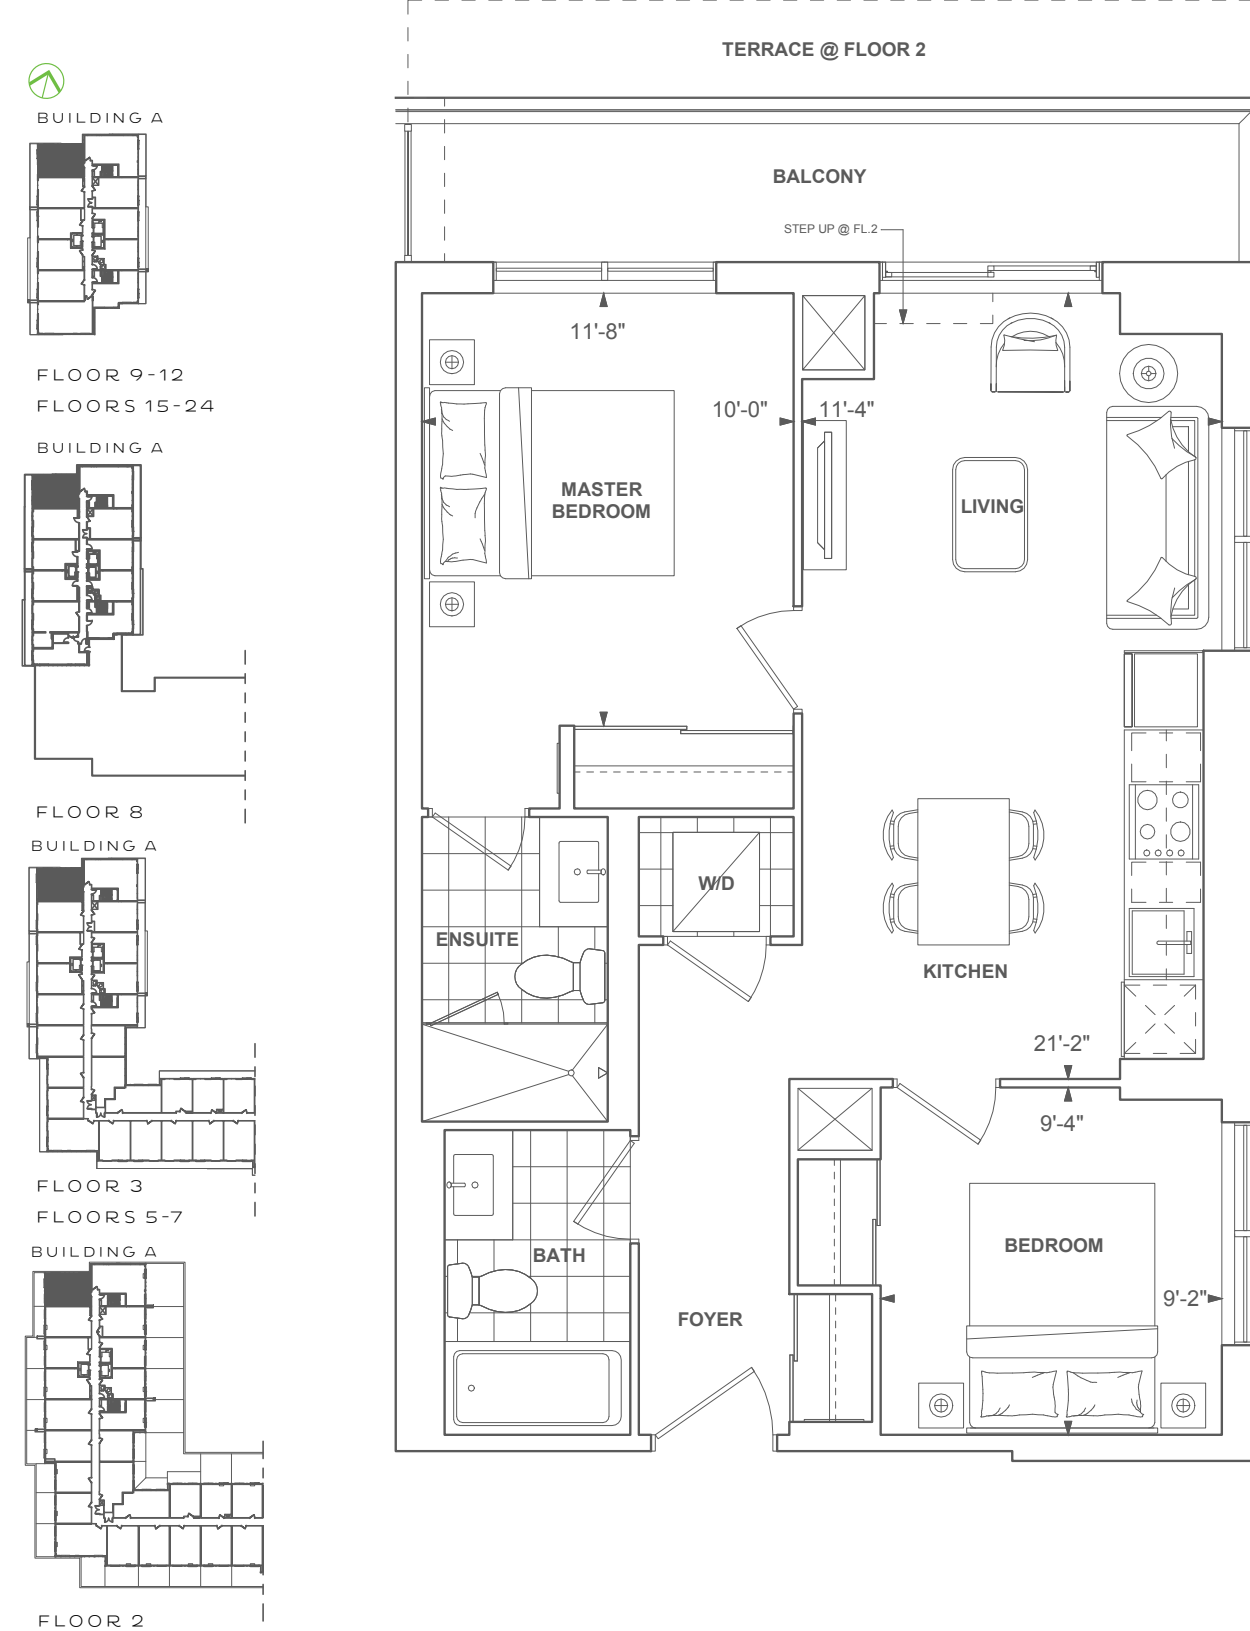 BUILDING A
FLOOR 9-12
FLOORS 15-24
BUILDING A
FLOOR 8
BUILDING A
FLOOR 3
FLOORS 5-7
BUILDING A
FLOOR 2
TERRACE @ FLOOR 2
BALCONY
STEP UP @ FL.2
11'-8"
10'-0"
11'-4"
MASTER
BEDROOM
LIVING
W/D
ENSUITE
KITCHEN
21'-2"
9'-4"
BATH
BEDROOM
9'-2"
FOYER